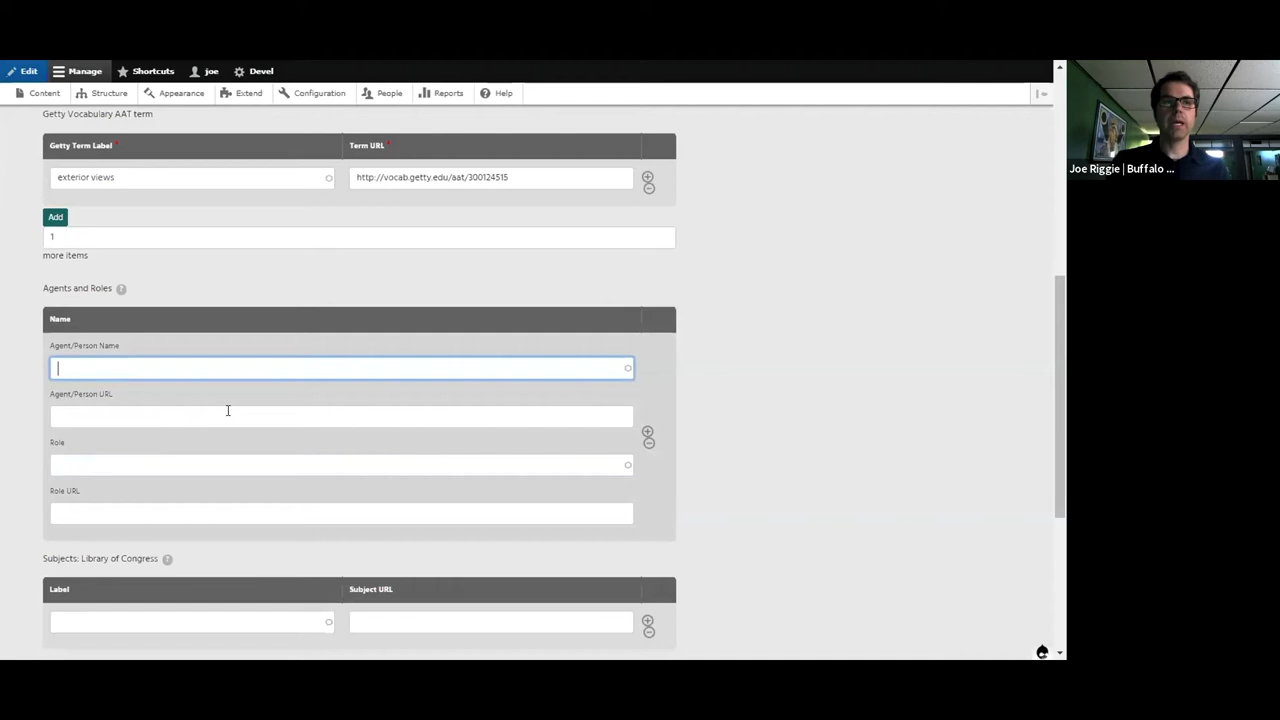 Edit Manage Shortcuts joe Devel
Content Structure Appearance Extend Configuration People Reports Help
Joe Riggie | Buffalo ...
Getty Vocabulary AAT term
Getty Term Label * Term URL *
exterior views http://vocab.getty.edu/aat/300124515
Add
1
more items
Agents and Roles ?
Name
Agent/Person Name
Agent/Person URL
Role
Role URL
Subjects: Library of Congress ?
Label Subject URL